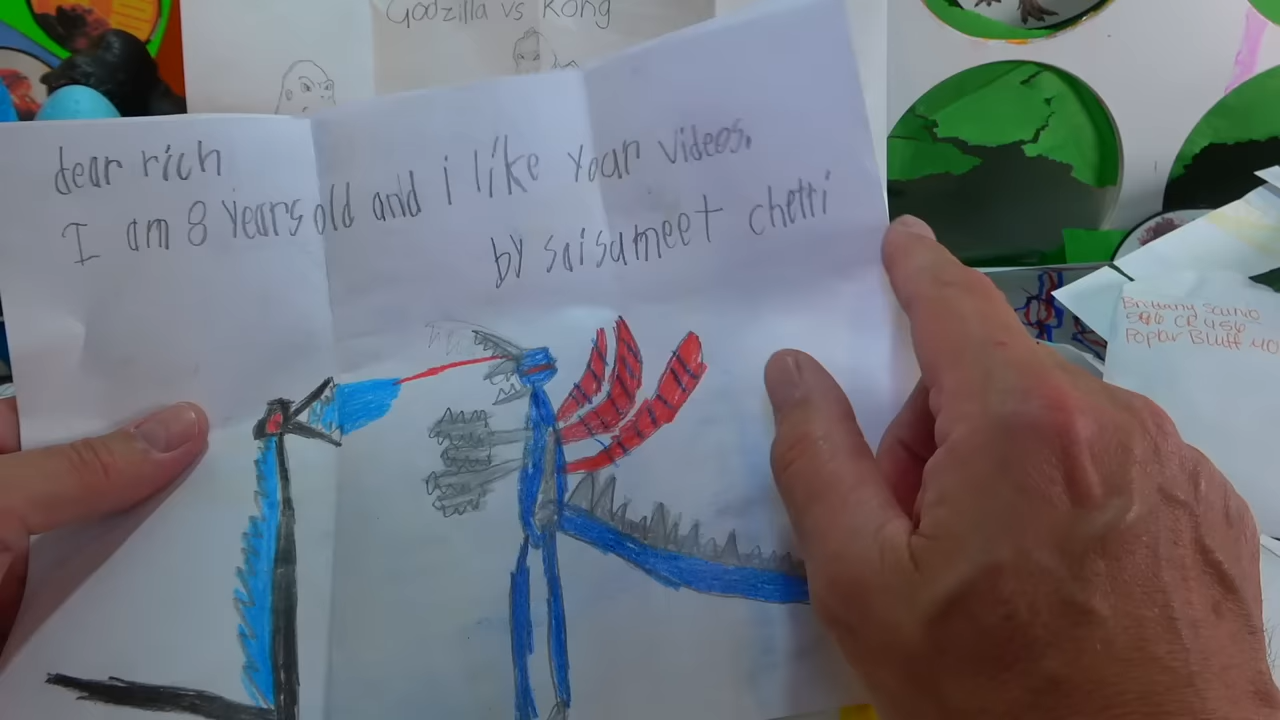 Godzilla vs Kong
dear rich
I am 8 years old and i like your videos.
by saisameet chetri
Brittany
Poplar Bluff MO